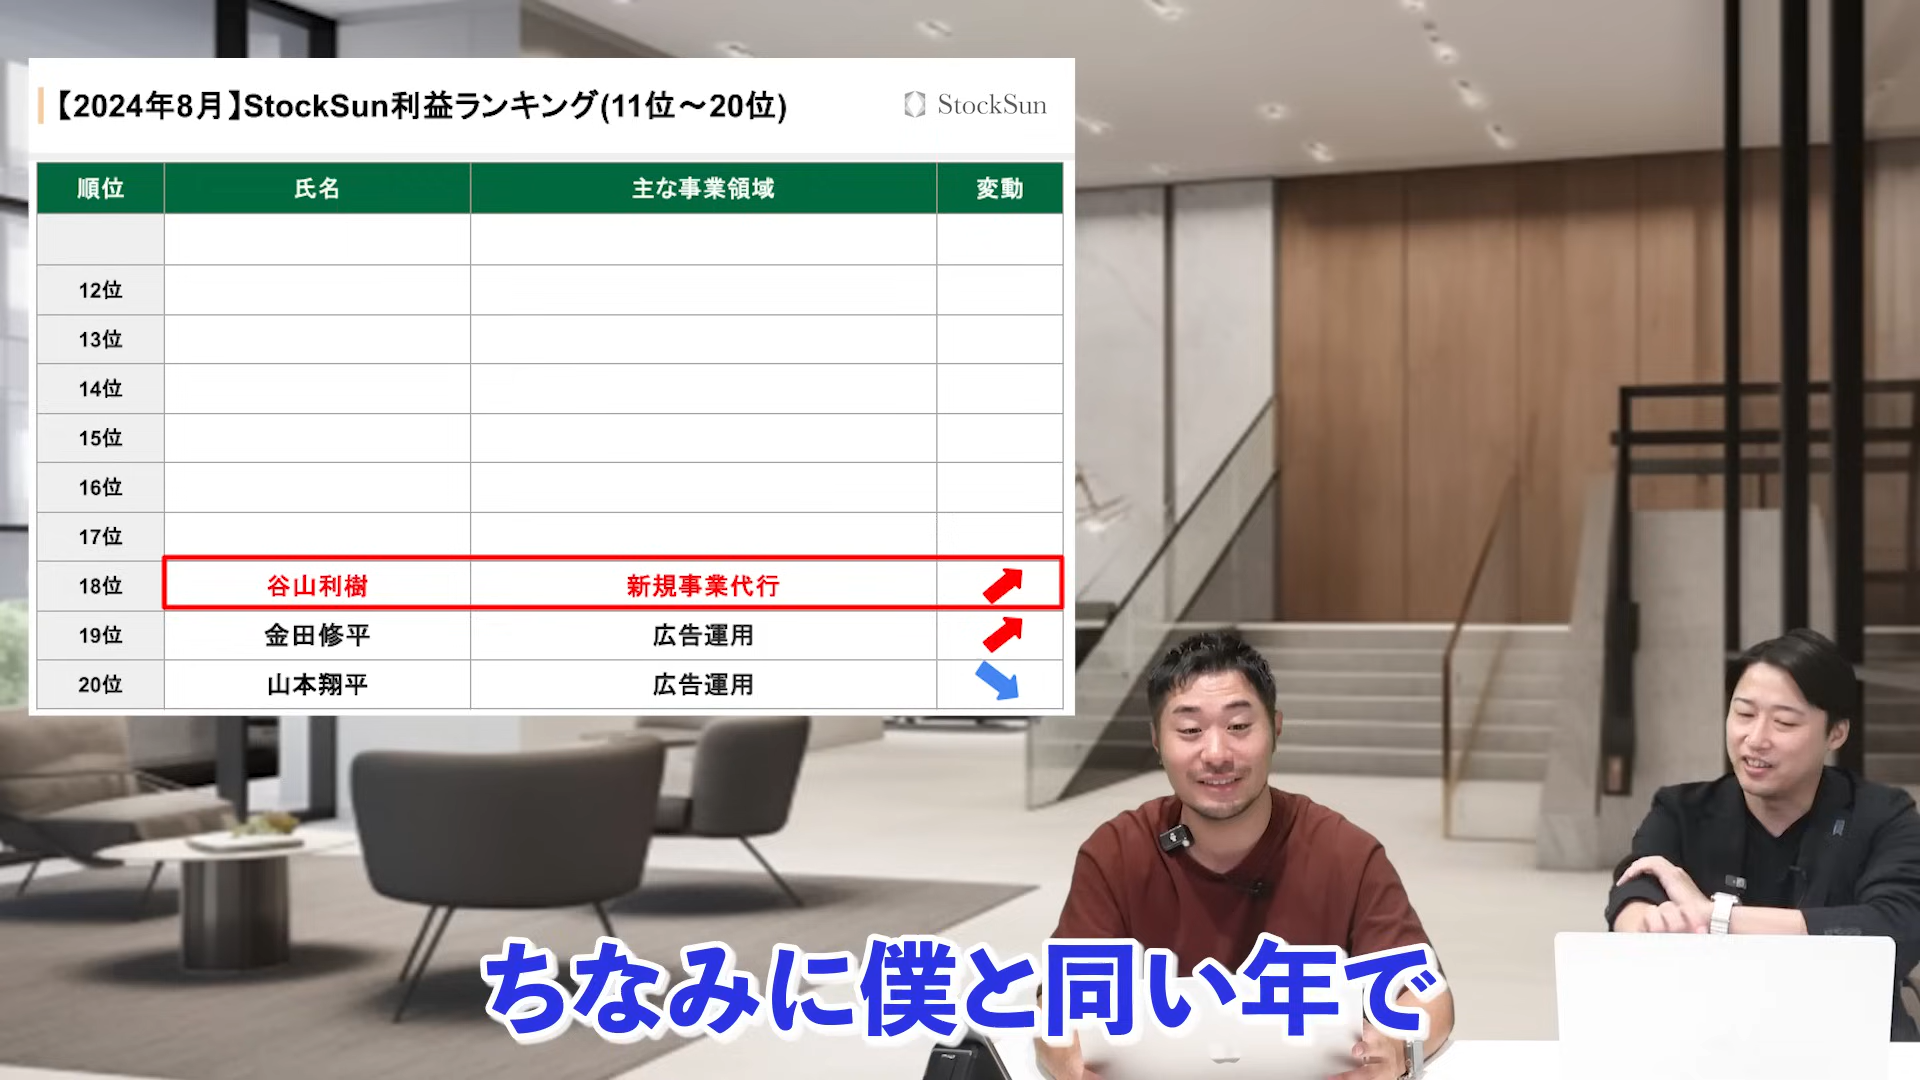 【2024年8月】StockSun利益ランキング(11位～20位)
StockSun
順位 氏名 主な事業領域 変動
12位
13位
14位
15位
16位
17位
18位 谷山利樹 新規事業代行
19位 金田修平 広告運用
20位 山本翔平 広告運用
ちなみに僕と同い年で